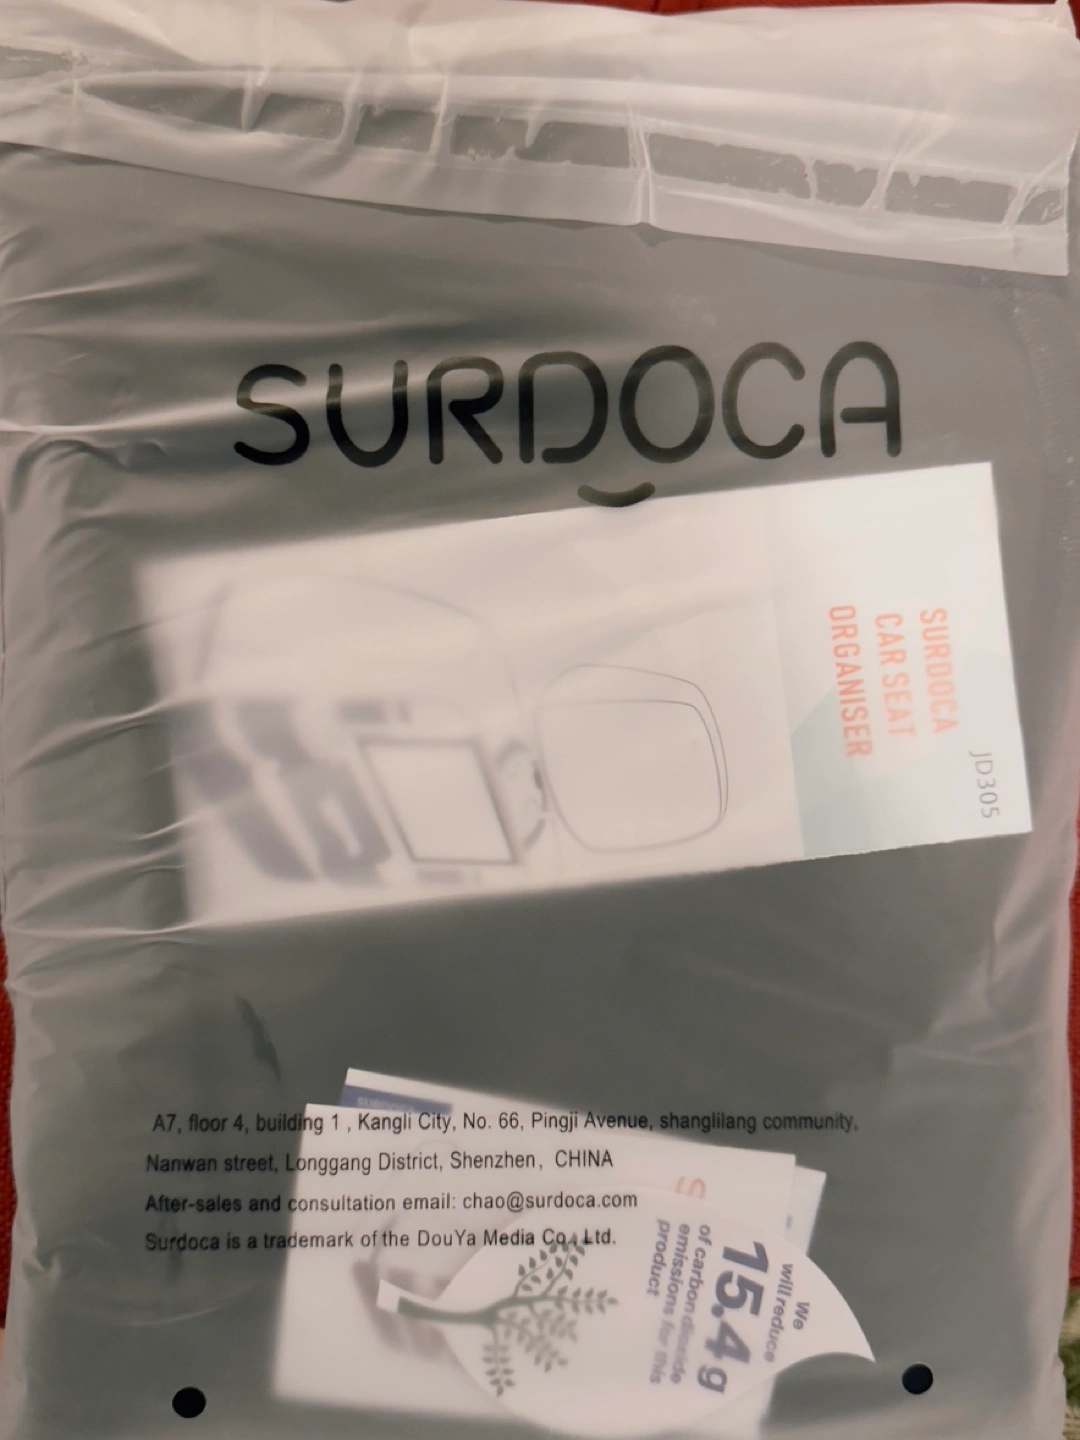 SURDOCA
SURDOCA
CAR SEAT
ORGANISER
JD305
A7, floor 4, building 1 , Kangli City, No. 66, Pingji Avenue, shanglilang community,
Nanwan street, Longgang District, Shenzhen, CHINA
After-sales and consultation email: chao@surdoca.com
Surdoca is a trademark of the DouYa Media Co., Ltd.
We
will reduce
15.4 g
of carbon dioxide
emissions for this
product